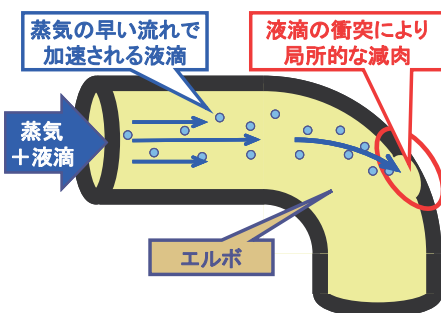 蒸気の早い流れで
加速される液滴
液滴の衝突により
局所的な減肉
蒸気
＋液滴
エルボ